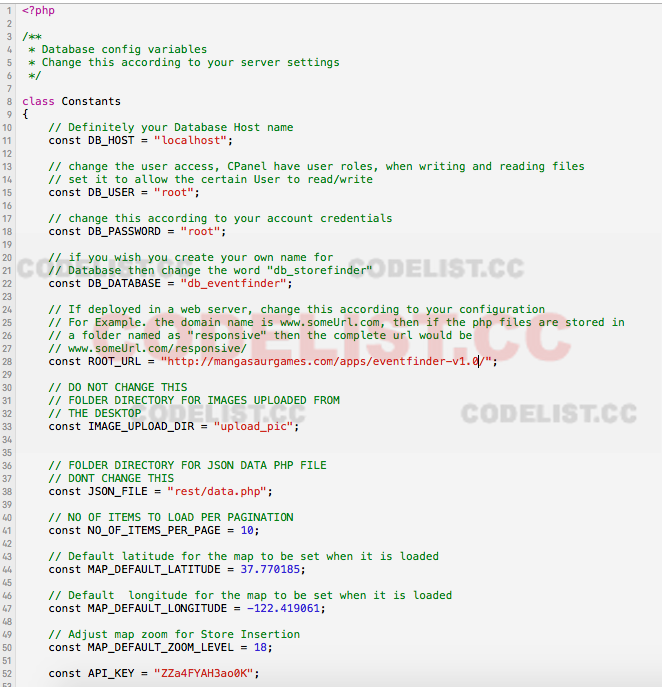 1 <?php
2
3 /**
4  * Database config variables
5  * Change this according to your server settings
6  */
7
8 class Constants
9 {
10     // Definitely your Database Host name
11     const DB_HOST = "localhost";
12
13     // change the user access, CPanel have user roles, when writing and reading files
14     // set it to allow the certain User to read/write
15     const DB_USER = "root";
16
17     // change this according to your account credentials
18     const DB_PASSWORD = "root";
19
20     // if you wish you create your own name for
21     // Database then change the word "db_storefinder"
22     const DB_DATABASE = "db_eventfinder";
23
24     // If deployed in a web server, change this according to your configuration
25     // For Example. the domain name is www.someUrl.com, then if the php files are stored in
26     // a folder named as "responsive" then the complete url would be
27     // www.someUrl.com/responsive/
28     const ROOT_URL = "http://mangasaurgames.com/apps/eventfinder-v1.0/";
29
30     // DO NOT CHANGE THIS
31     // FOLDER DIRECTORY FOR IMAGES UPLOADED FROM
32     // THE DESKTOP
33     const IMAGE_UPLOAD_DIR = "upload_pic";
34
35
36     // FOLDER DIRECTORY FOR JSON DATA PHP FILE
37     // DONT CHANGE THIS
38     const JSON_FILE = "rest/data.php";
39
40     // NO OF ITEMS TO LOAD PER PAGINATION
41     const NO_OF_ITEMS_PER_PAGE = 10;
42
43     // Default latitude for the map to be set when it is loaded
44     const MAP_DEFAULT_LATITUDE = 37.770185;
45
46     // Default  longitude for the map to be set when it is loaded
47     const MAP_DEFAULT_LONGITUDE = -122.419061;
48
49     // Adjust map zoom for Store Insertion
50     const MAP_DEFAULT_ZOOM_LEVEL = 18;
51
52     const API_KEY = "ZZa4FYAH3ao0K";
53
CODELIST.CC
CODELIST.CC
CODELIST.CC
CODELIST.CC
CODELIST.CC